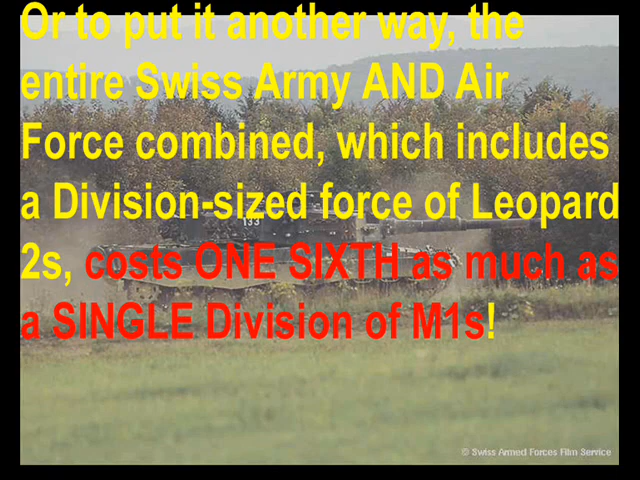 Or to put it another way, the
entire Swiss Army AND Air
Force combined, which includes
a Division-sized force of Leopard
2s, costs ONE SIXTH as much as
a SINGLE Division of M1s!
133
© Swiss Armed Forces Film Service